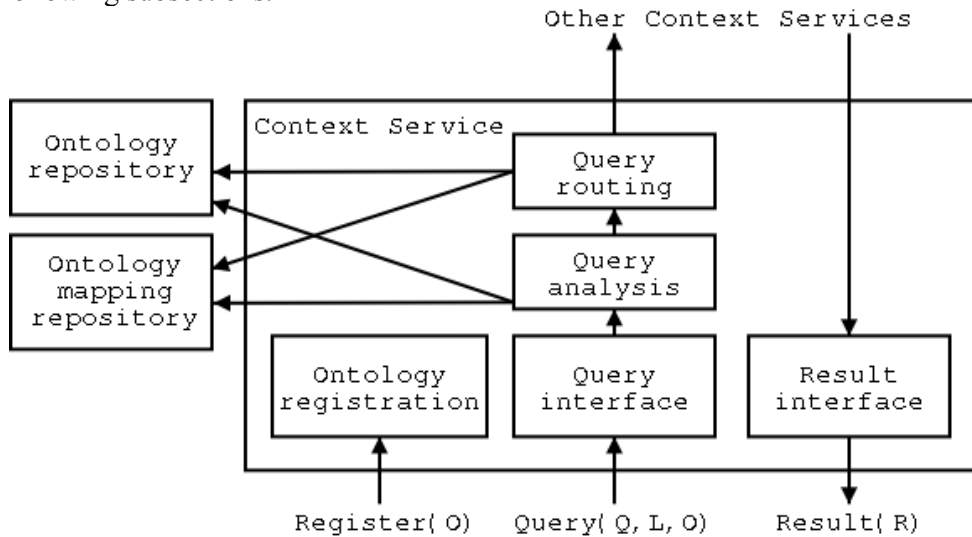 Other Context Services
Context Service
Ontology
repository
Query
routing
Ontology
mapping
repository
Query
analysis
Ontology
registration
Query
interface
Result
interface
Register( O)
Query( Q, L, O)
Result( R)